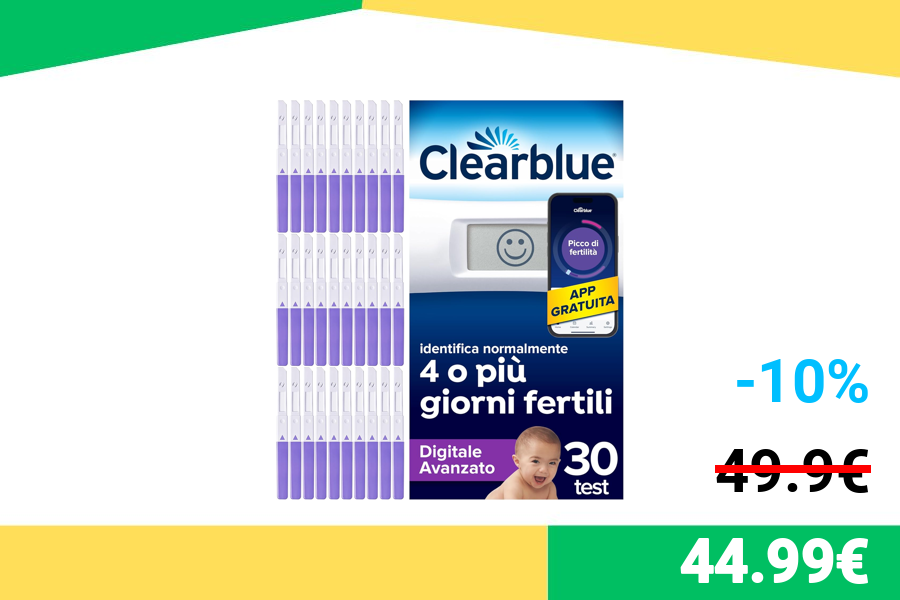 Clearblue
Clearblue
Picco di
fertilità
APP
GRATUITA
identifica normalmente
4 o più
giorni fertili
Digitale
Avanzato
30
test
-10%
49.9€
44.99€